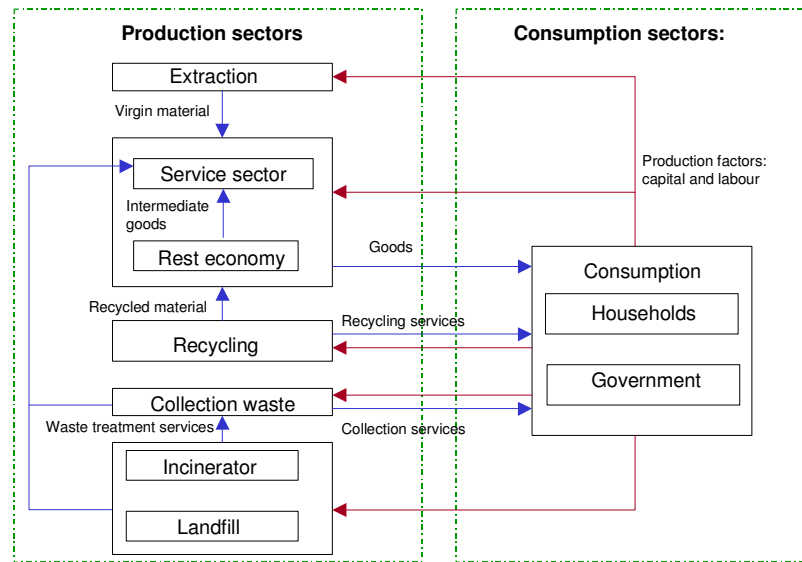 Production sectors
Consumption sectors:
Extraction
Virgin material
Production factors:
capital and labour
Service sector
Intermediate
goods
Rest economy
Goods
Consumption
Households
Government
Recycled material
Recycling services
Recycling
Collection waste
Waste treatment services
Collection services
Incinerator
Landfill